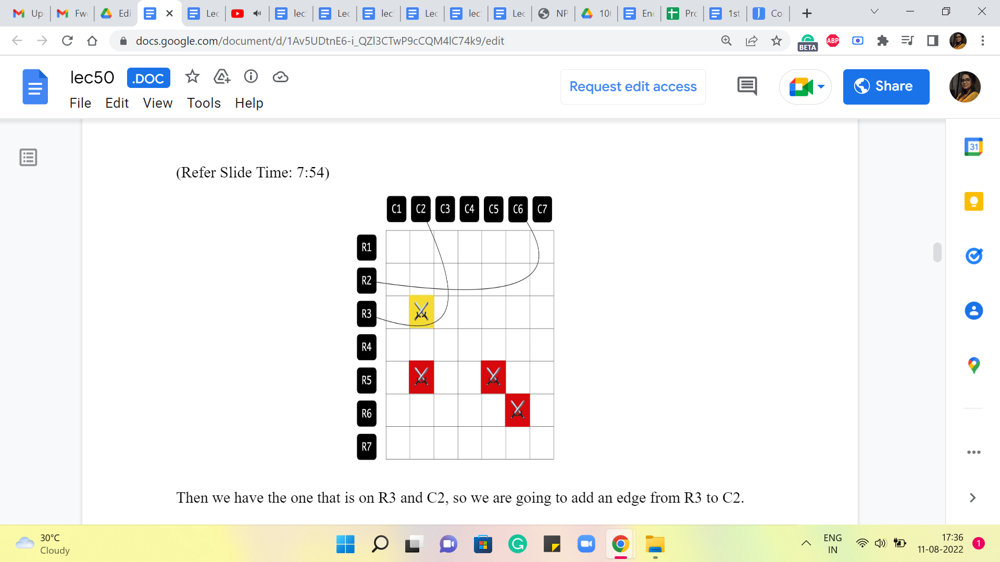 Up
Fwd
Edi
Lec
lec
Lec
lec
Lec
lec
Lec
NP
10
Enc
Pro
1st
Co
docs.google.com/document/d/1Av5UDtnE6-i_QZl3CTwP9cCQM4lC74k9/edit
BETA
ABP
lec50 .DOC
File Edit View Tools Help
Request edit access
Share
31
(Refer Slide Time: 7:54)
C1 C2 C3 C4 C5 C6 C7
R1
R2
R3
R4
R5
R6
R7
Then we have the one that is on R3 and C2, so we are going to add an edge from R3 to C2.
30°C
Cloudy
ENG
IN
17:36
11-08-2022
1